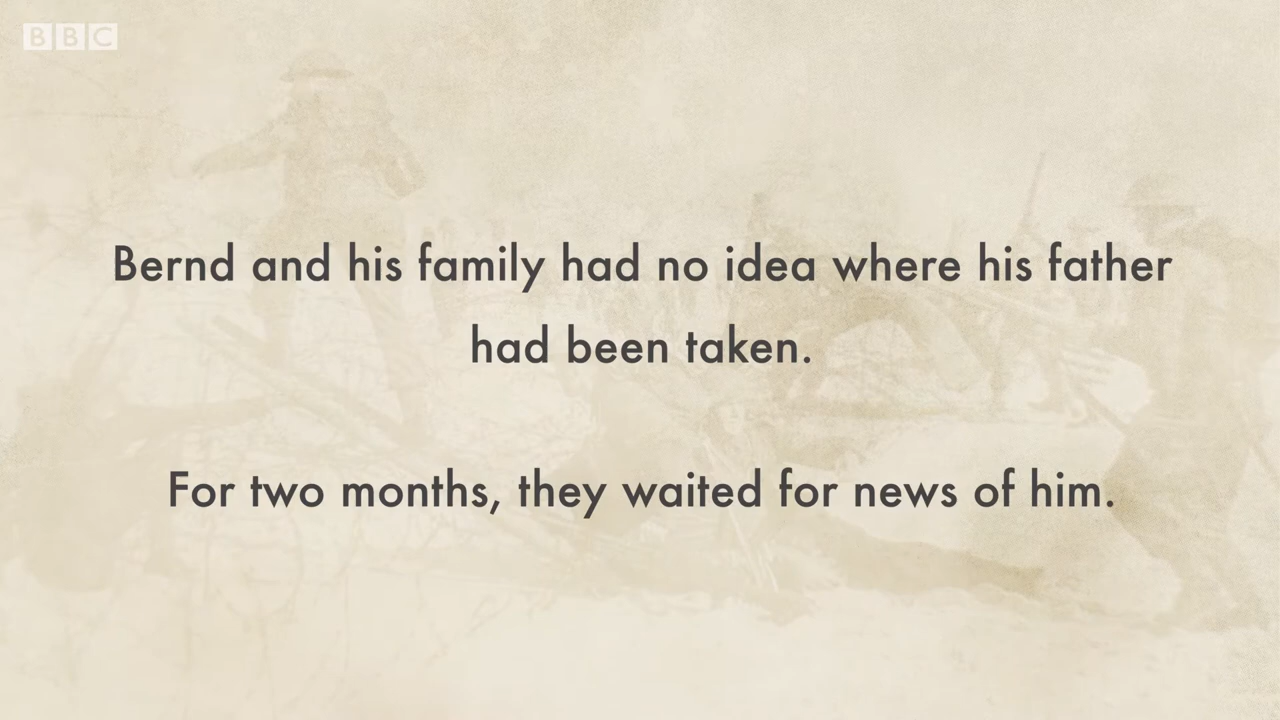 BBC
Bernd and his family had no idea where his father
had been taken.
For two months, they waited for news of him.